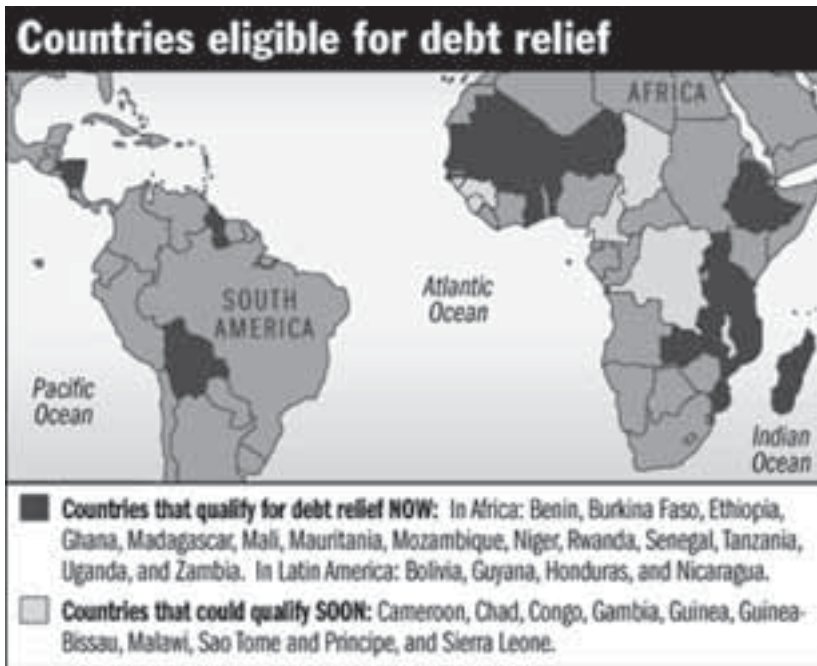 Countries eligible for debt relief
AFRICA
SOUTH
AMERICA
Atlantic
Ocean
Pacific
Ocean
Indian
Ocean
Countries that qualify for debt relief NOW: In Africa: Benin, Burkina Faso, Ethiopia,
Ghana, Madagascar, Mali, Mauritania, Mozambique, Niger, Rwanda, Senegal, Tanzania,
Uganda, and Zambia. In Latin America: Bolivia, Guyana, Honduras, and Nicaragua.
Countries that could qualify SOON: Cameroon, Chad, Congo, Gambia, Guinea, Guinea-
Bissau, Malawi, Sao Tome and Principe, and Sierra Leone.